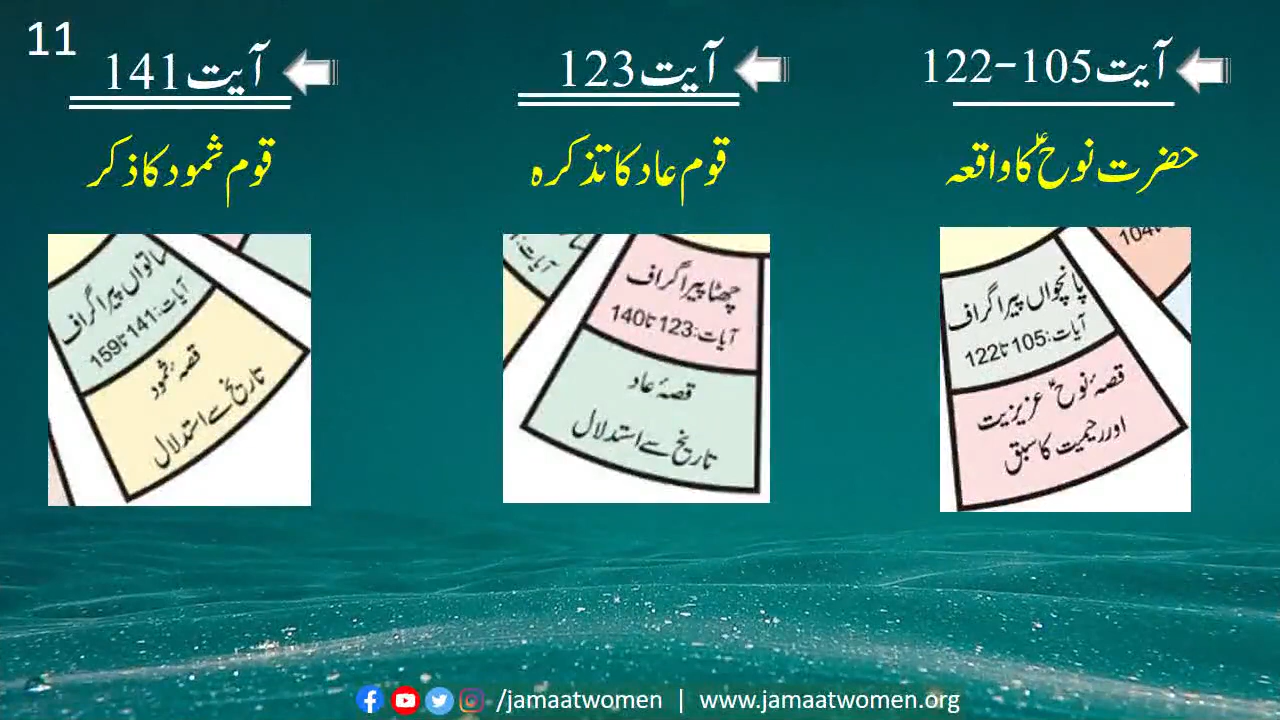 11
آیت 105-122
حضرت نوحؑ کا واقعہ
104
پانچواں پیراگراف
آیات: 105 تا 122
قصۂ نوحؑ عزیزیت
اور رحیمیت کا سبق
آیت 123
قوم عاد کا تذکرہ
چھٹا پیراگراف
آیات: 123 تا 140
قصۂ عاد
تاریخ سے استدلال
آیت 141
قوم ثمود کا ذکر
ساتواں پیراگراف
آیات: 141 تا 159
قصۂ ثمود
تاریخ سے استدلال
/jamaatwomen | www.jamaatwomen.org